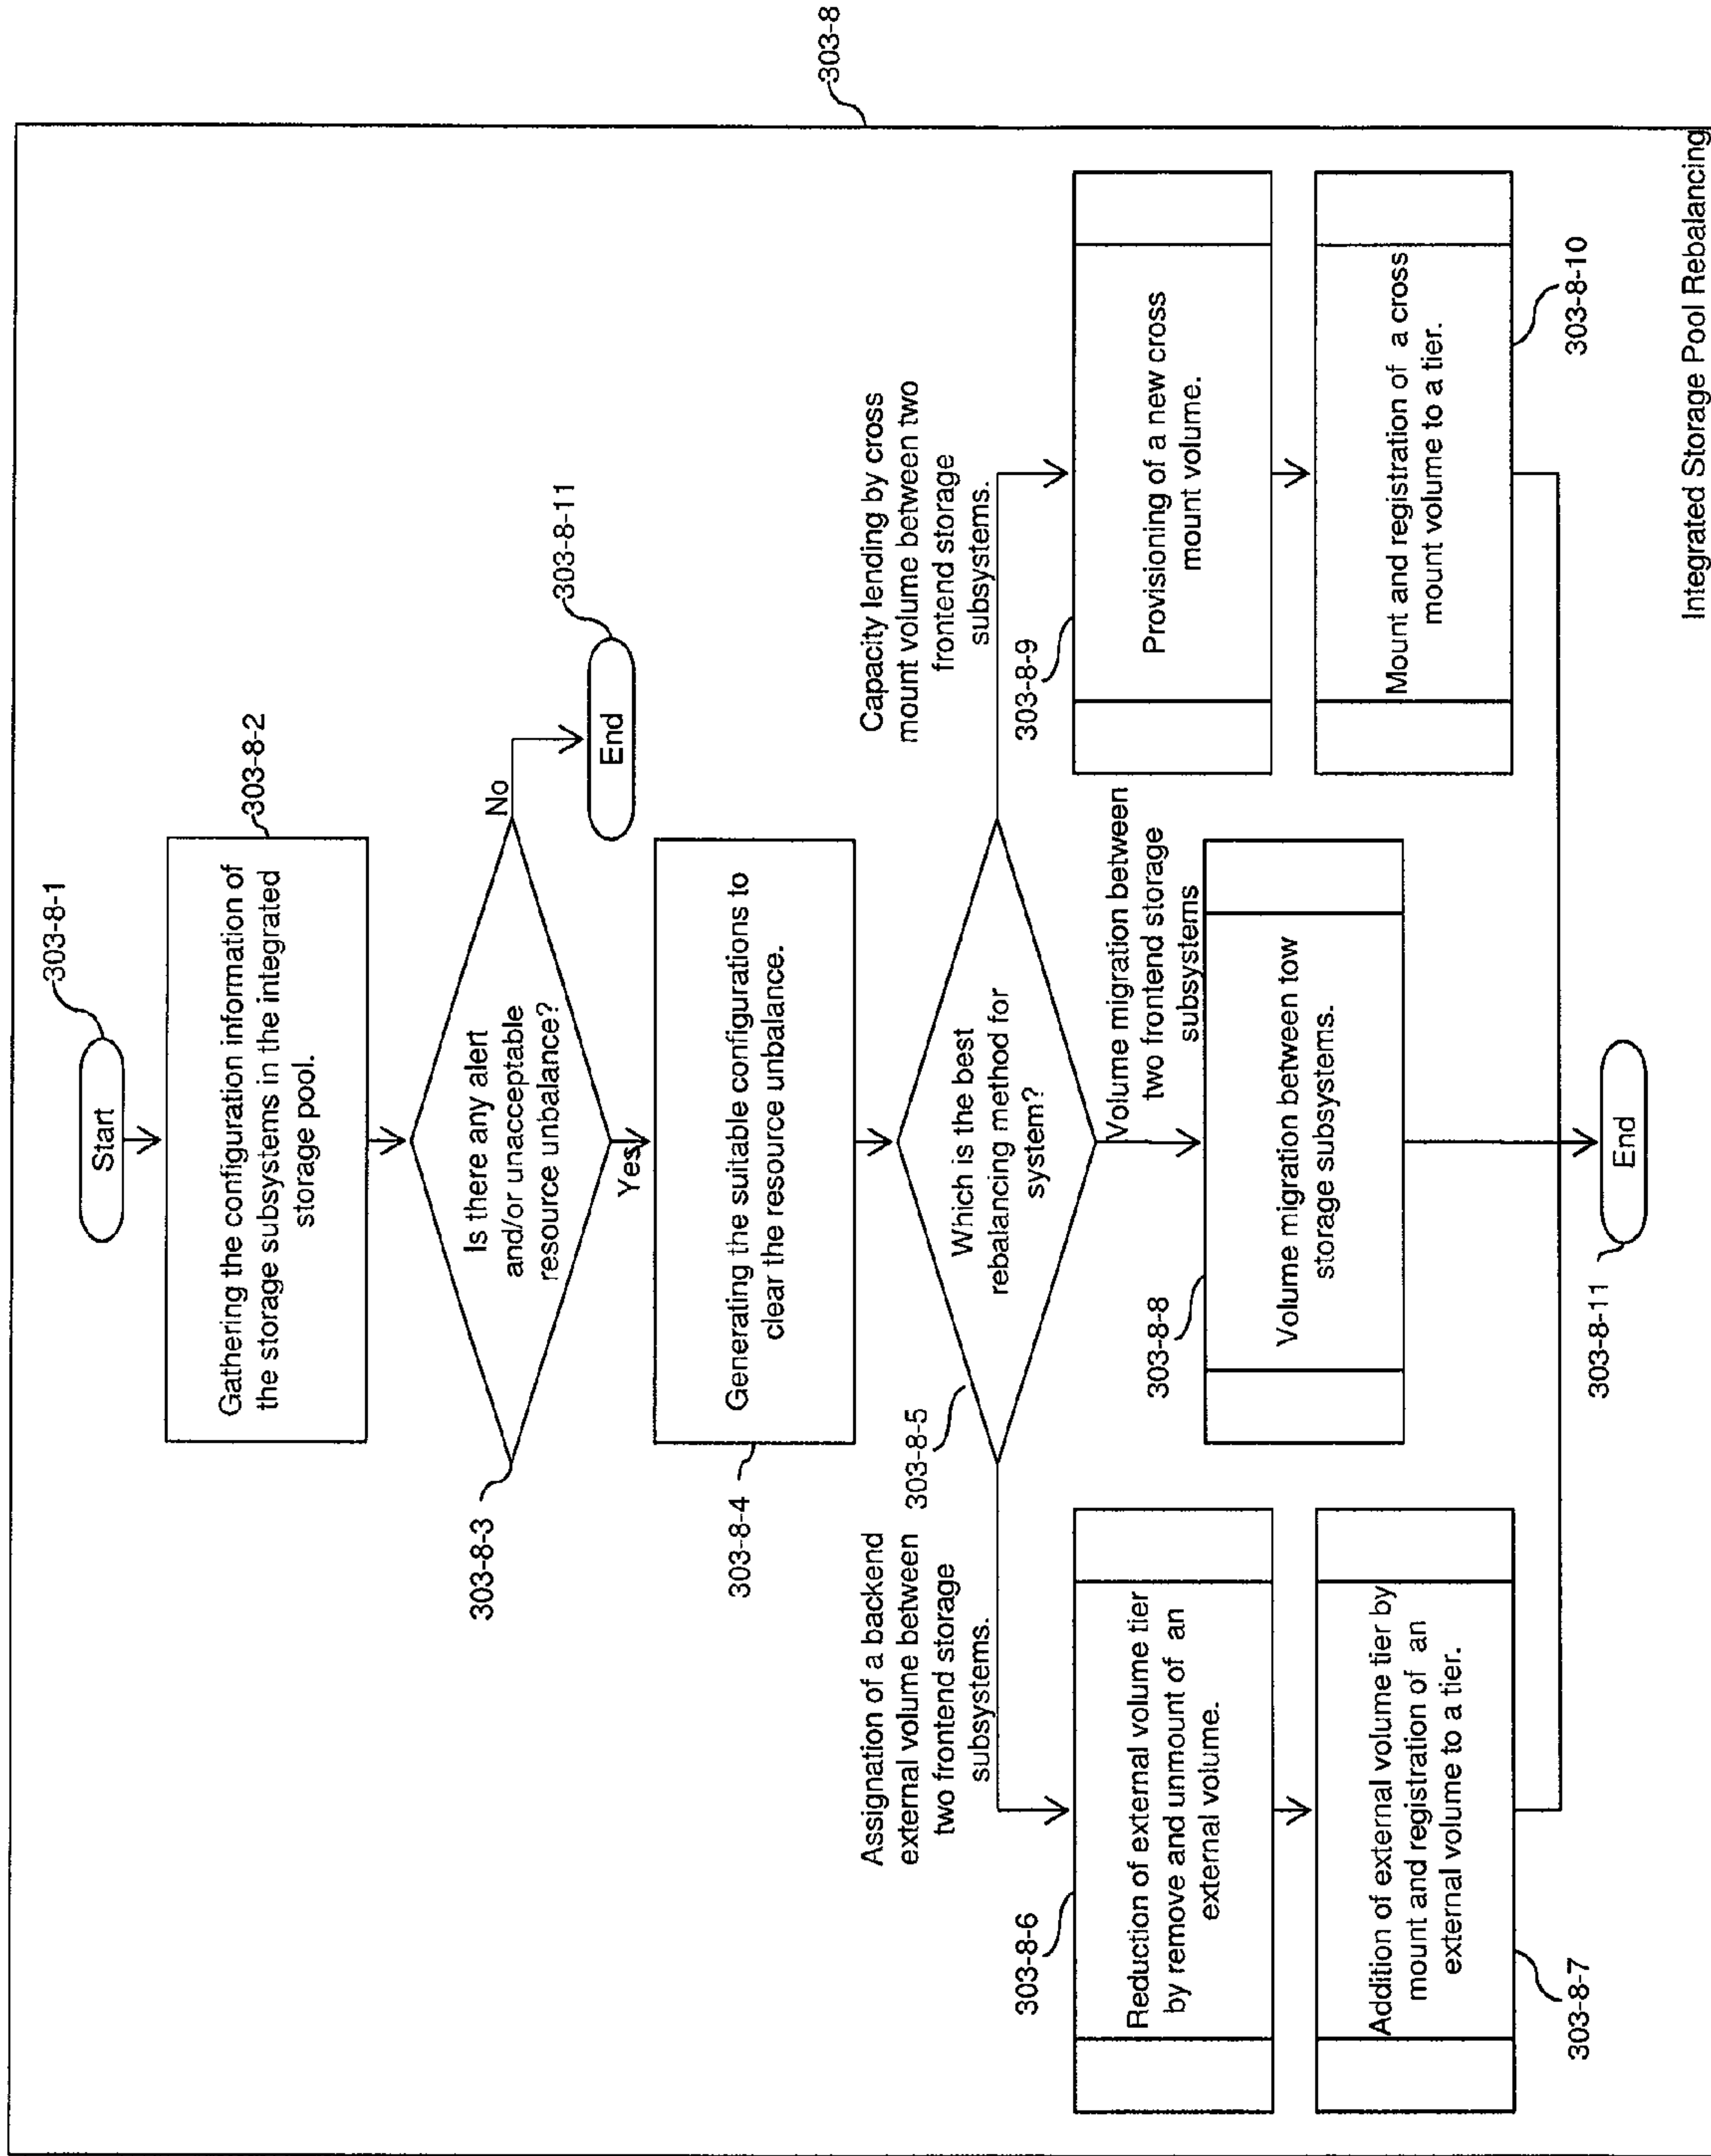 303-8
303-8-1
Start
303-8-2
Gathering the configuration information of
the storage subsystems in the integrated
storage pool.
303-8-3
Is there any alert
and/or unacceptable
resource unbalance?
No
303-8-11
End
Yes
303-8-4
Generating the suitable configurations to
clear the resource unbalance.
303-8-5
Which is the best
rebalancing method for
system?
Assignation of a backend
external volume between
two frontend storage
subsystems.
Volume migration between
two frontend storage
subsystems
Capacity lending by cross
mount volume between two
frontend storage
subsystems.
303-8-6
Reduction of external volume tier
by remove and unmount of an
external volume.
303-8-7
Addition of external volume tier by
mount and registration of an
external volume to a tier.
303-8-8
Volume migration between tow
storage subsystems.
303-8-9
Provisioning of a new cross
mount volume.
Mount and registration of a cross
mount volume to a tier.
303-8-10
303-8-11
End
Integrated Storage Pool Rebalancing